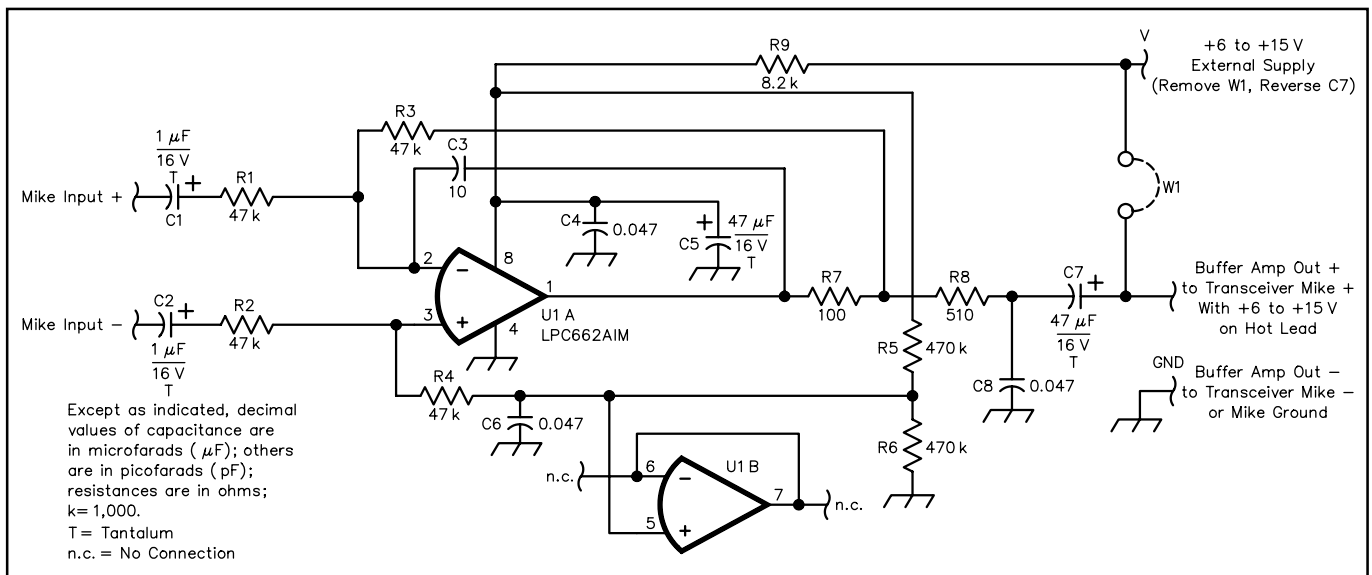 R9
8.2 k
V
+6 to +15 V
External Supply
(Remove W1, Reverse C7)
R3
47 k
C3
10
1 µF
16 V
T
+
C1
Mike Input +
R1
47 k
W1
C4
0.047
+
C5
47 µF
16 V
T
2
−
8
1
3
+
4
U1 A
LPC662AIM
R7
100
R8
510
C7
+
47 µF
16 V
T
Buffer Amp Out +
to Transceiver Mike +
With +6 to +15 V
on Hot Lead
Mike Input -
C2
+
1 µF
16 V
T
R2
47 k
R5
470 k
C8
0.047
GND
Buffer Amp Out −
to Transceiver Mike −
or Mike Ground
R4
47 k
C6
0.047
R6
470 k
n.c.
6
−
5
+
U1 B
7
n.c.
Except as indicated, decimal
values of capacitance are
in microfarads ( µF); others
are in picofarads ( pF);
resistances are in ohms;
k= 1,000.
T= Tantalum
n.c. = No Connection